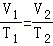 V₁/T₁ = V₂/T₂